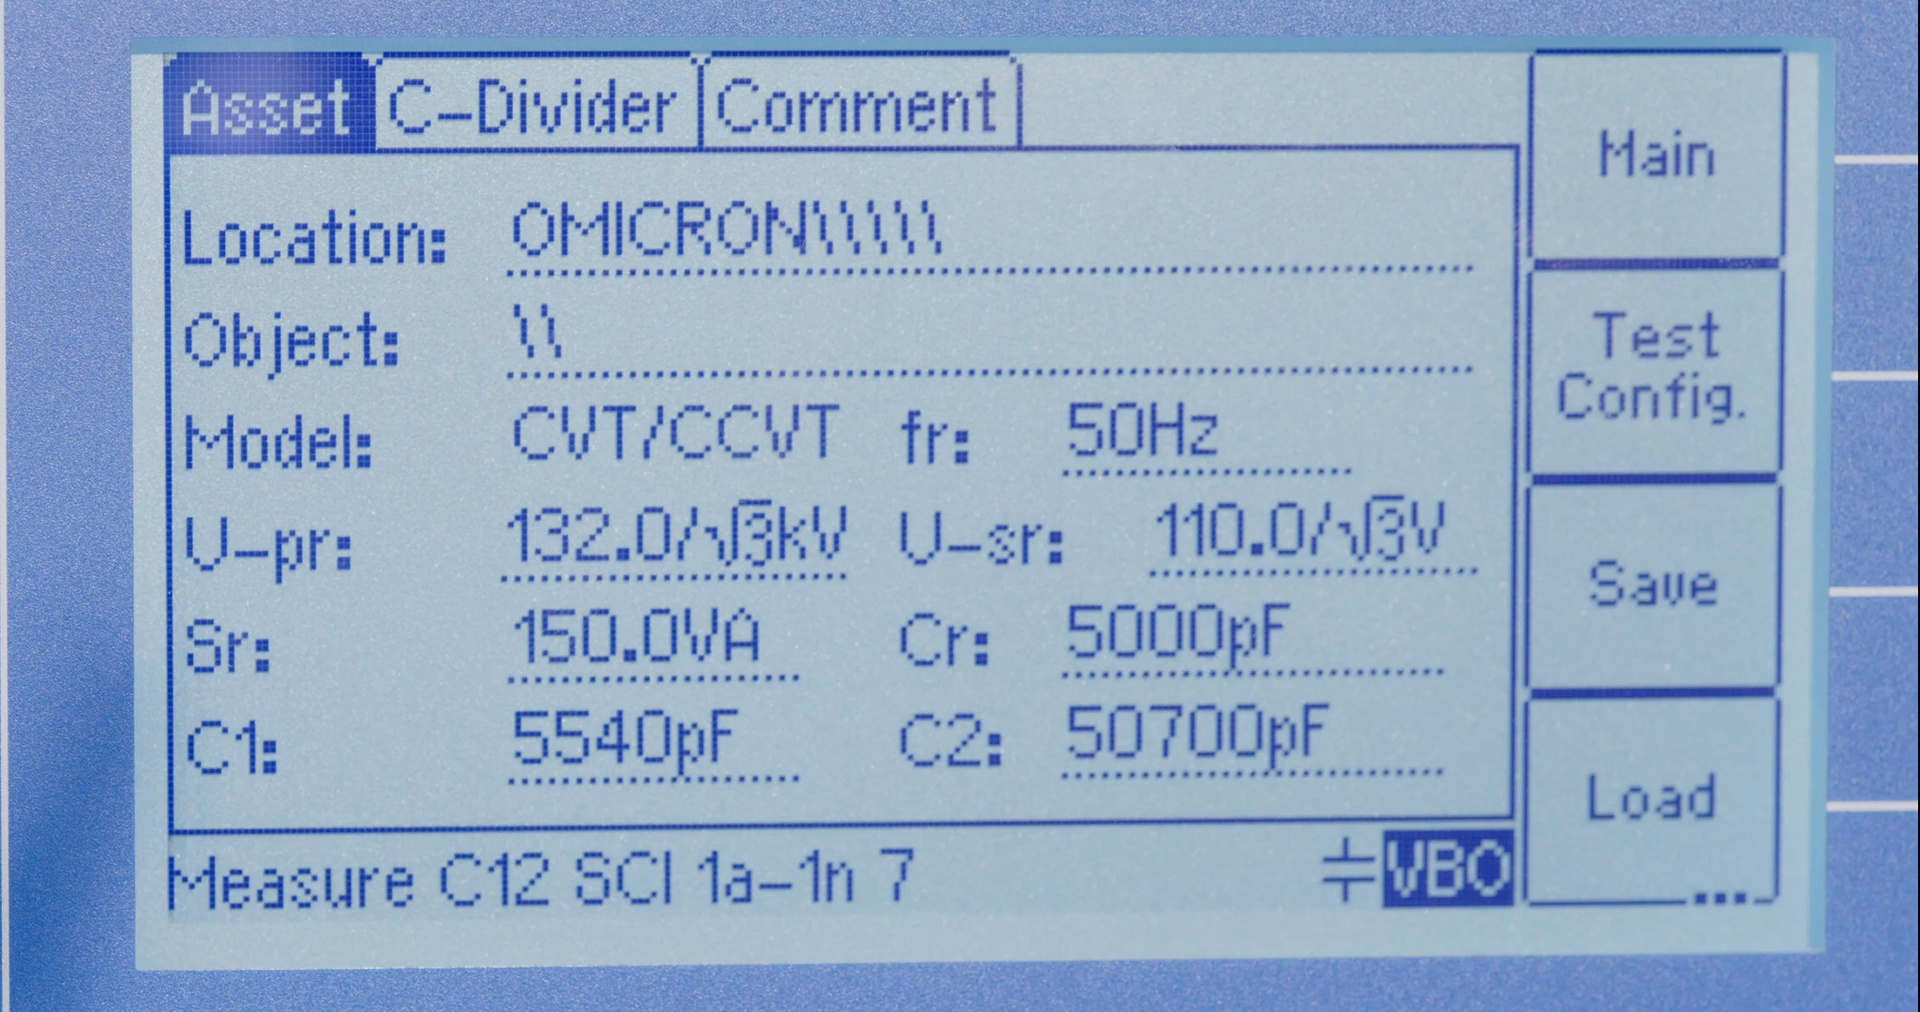 Asset C-Divider Comment
Main
Location: OMICRON\\\\\
Object: \\
Test
Config.
Model: CVT/CCVT fr: 50Hz
U-pr: 132.0/√3kV U-sr: 110.0/√3V
Save
Sr: 150.0VA Cr: 5000pF
C1: 5540pF C2: 50700pF
Load
...
Measure C12 SCI 1a-1n 7 VBO